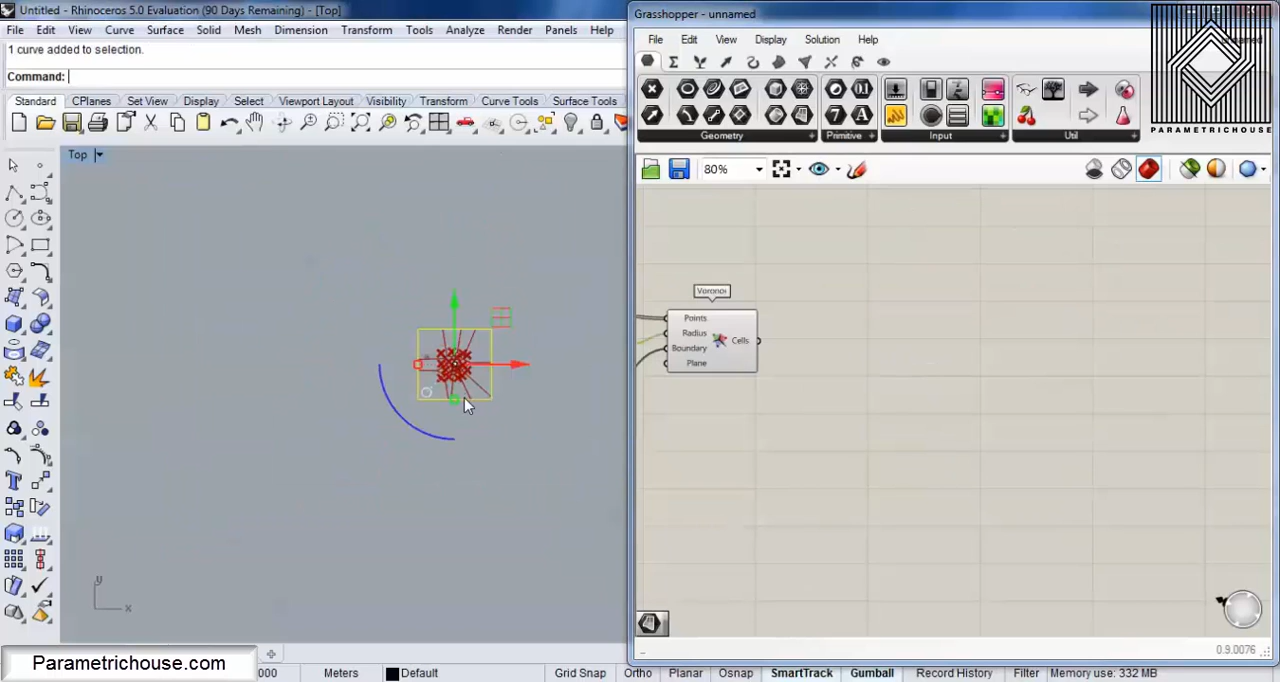 Untitled - Rhinoceros 5.0 Evaluation (90 Days Remaining) - [Top]
File Edit View Curve Surface Solid Mesh Dimension Transform Tools Analyze Render Panels Help
1 curve added to selection.
Command:
Standard CPlanes Set View Display Select Viewport Layout Visibility Transform Curve Tools Surface Tools
Top
y
x
000 Meters Default Grid Snap Ortho Planar Osnap SmartTrack Gumball Record History Filter Memory use: 332 MB
Parametrichouse.com
Grasshopper - unnamed
File Edit View Display Solution Help
Geometry Primitive Input Util
80%
PARAMETRICHOUSE
Voronoi
Points
Radius
Boundary
Plane
Cells
0.9.0076